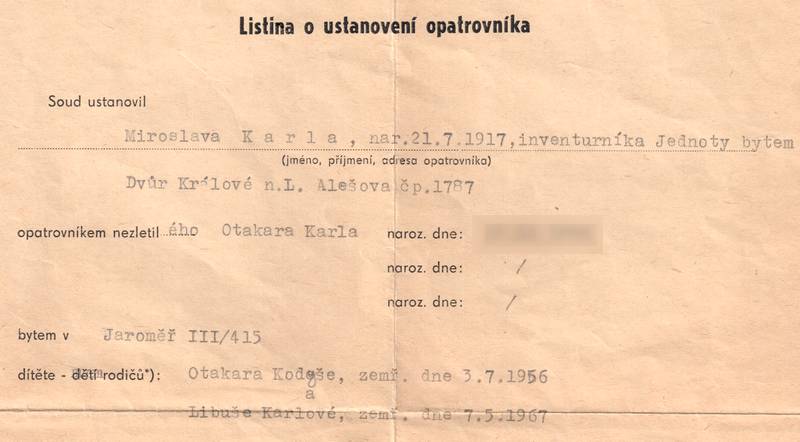 Listina o ustanovení opatrovníka
Soud ustanovil
Miroslava Karla, nar.21.7.1917, inventurníka Jednoty bytem
(jméno, příjmení, adresa opatrovníka)
Dvůr Králové n.L. Alešova čp.1787
opatrovníkem nezletil ého Otakara Karla naroz. dne:
naroz. dne: /
naroz. dne: /
bytem v Jaroměř III/415
dítěte - dětí rodičů*): Otakara , zemř. dne 3.7.1956
a
Libuše Karlové, zemř. dne 7.5.1967